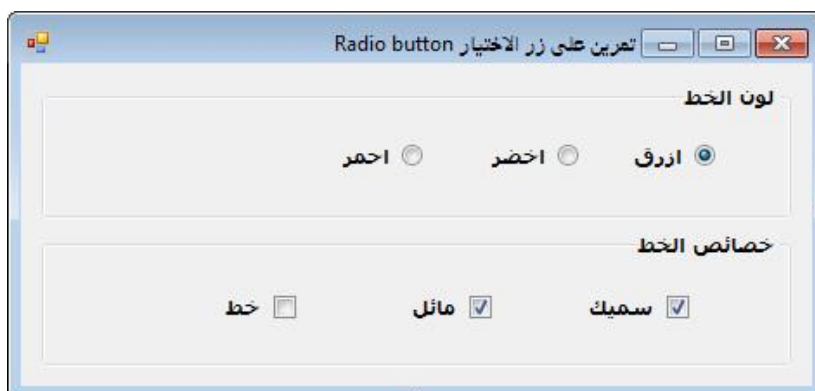 تمرين على زر الاختيار Radio button
لون الخط
ازرق اخضر احمر
خصائص الخط
سميك مائل خط